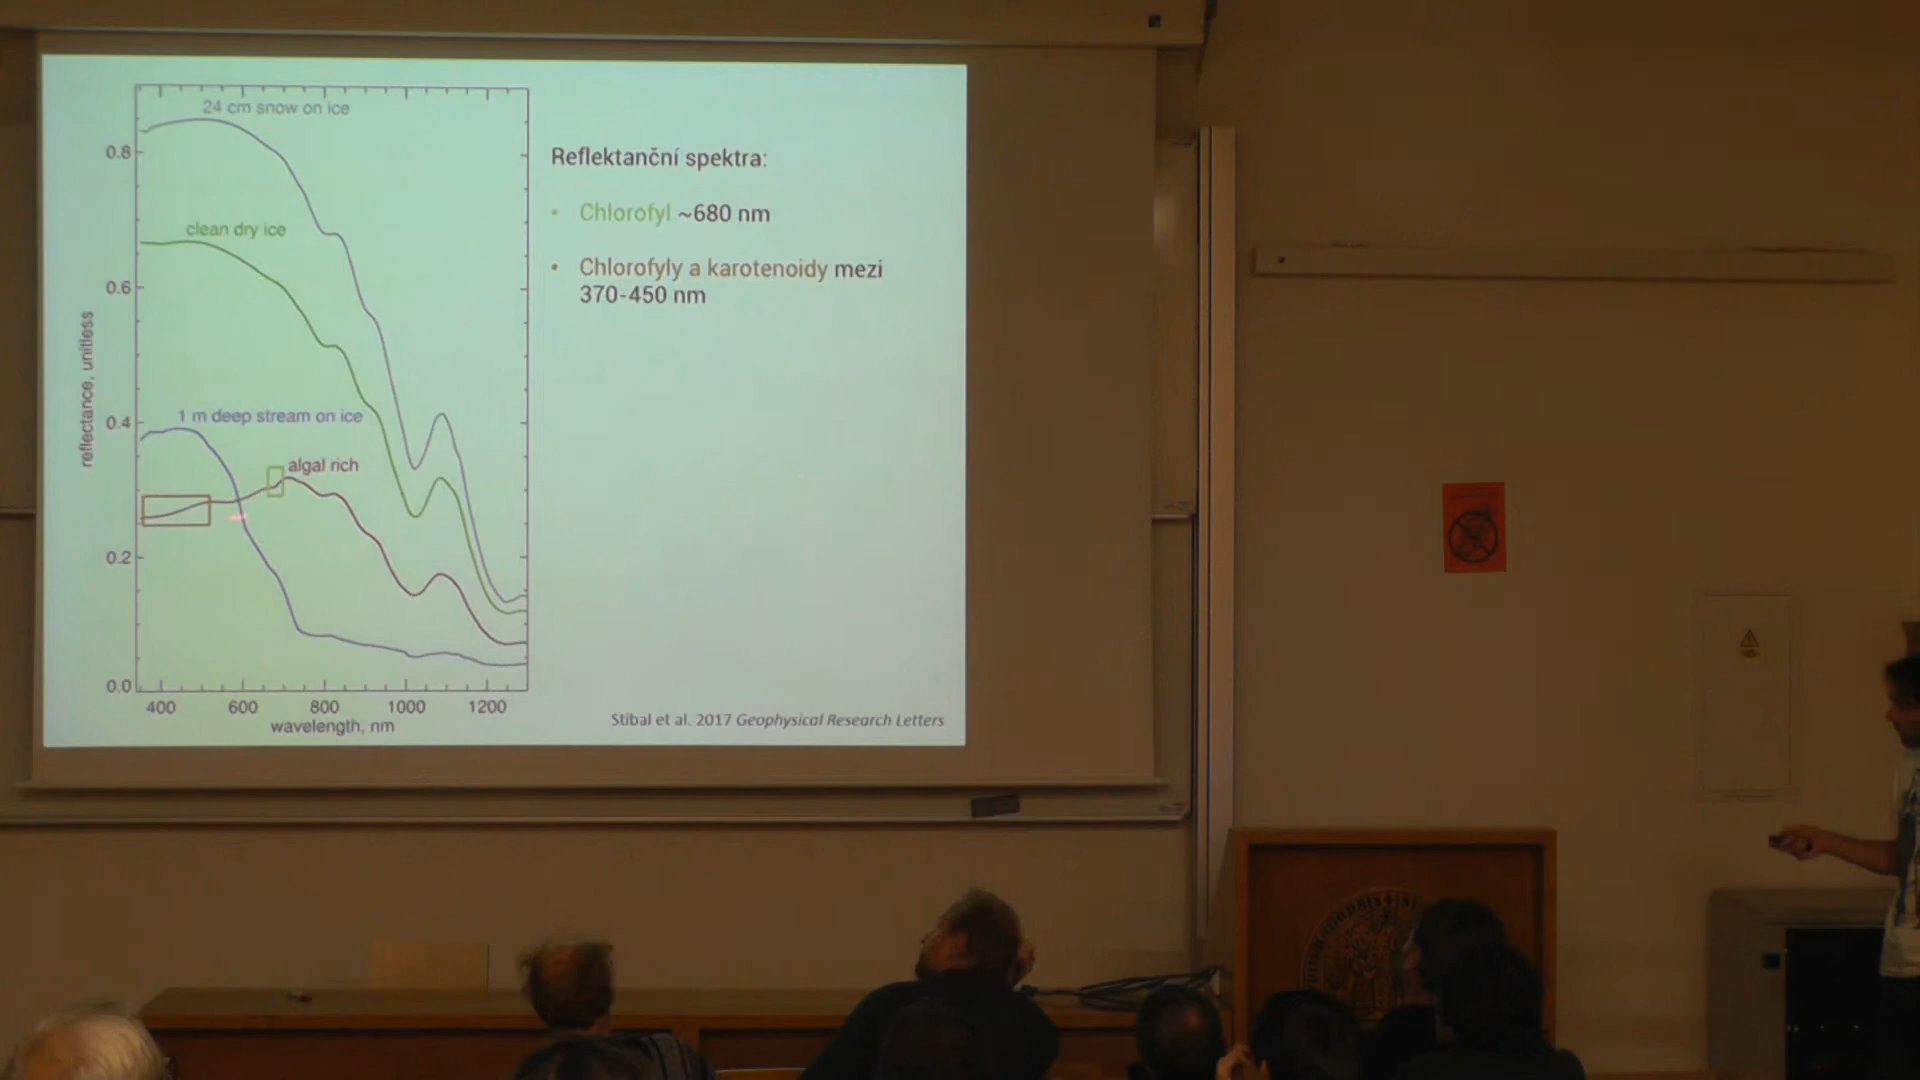 24 cm snow on ice
0.8
Reflektanční spektra:
Chlorofyl ~680 nm
clean dry ice
Chlorofyly a karotenoidy mezi
370-450 nm
0.6
reflectance, unitless
1 m deep stream on ice
0.4
algal rich
0.2
0.0
400 600 800 1000 1200
wavelength, nm
Stibal et al. 2017 Geophysical Research Letters